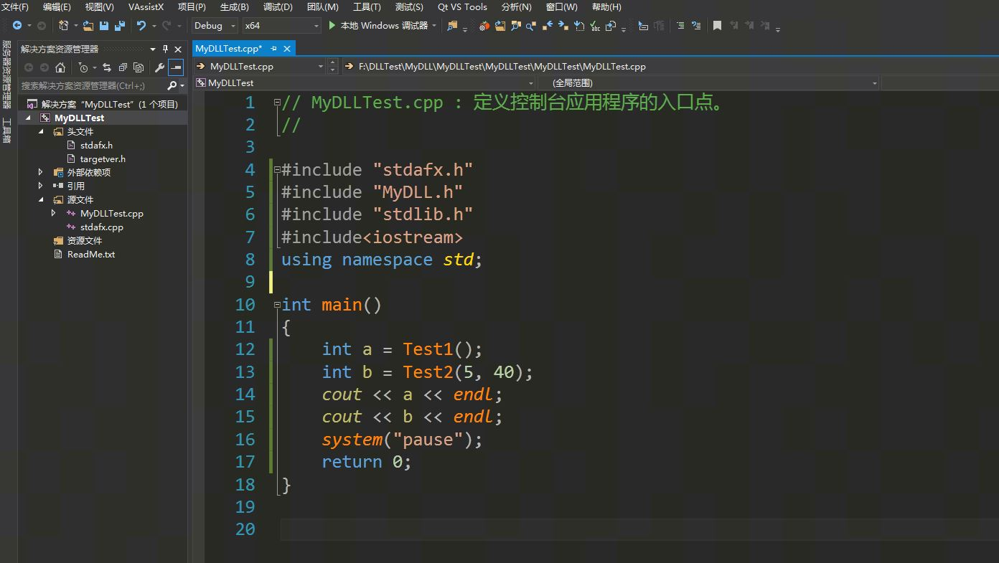 文件(F) 编辑(E) 视图(V) VAssistX 项目(P) 生成(B) 调试(D) 团队(M) 工具(T) 测试(S) Qt VS Tools 分析(N) 窗口(W) 帮助(H)
Debug x64 本地 Windows 调试器
服务器资源管理器
工具箱
解决方案资源管理器
搜索解决方案资源管理器(Ctrl+;)
解决方案 "MyDLLTest" (1 个项目)
MyDLLTest
头文件
stdafx.h
targetver.h
外部依赖项
引用
源文件
MyDLLTest.cpp
stdafx.cpp
资源文件
ReadMe.txt
MyDLLTest.cpp*
MyDLLTest.cpp F:\DLLTest\MyDLL\MyDLLTest\MyDLLTest\MyDLLTest\MyDLLTest.cpp
MyDLLTest (全局范围)
1 // MyDLLTest.cpp : 定义控制台应用程序的入口点。
2 //
3
4 #include "stdafx.h"
5 #include "MyDLL.h"
6 #include "stdlib.h"
7 #include<iostream>
8 using namespace std;
9
10 int main()
11 {
12 int a = Test1();
13 int b = Test2(5, 40);
14 cout << a << endl;
15 cout << b << endl;
16 system("pause");
17 return 0;
18 }
19
20